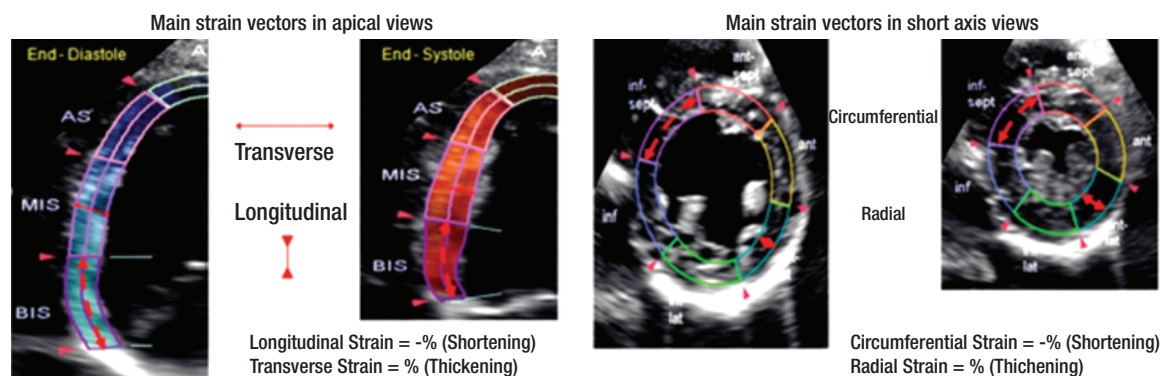 Main strain vectors in apical views
End - Diastole
A
AS
MIS
BIS
Transverse
Longitudinal
End - Systole
A
AS
MIS
BIS
Longitudinal Strain = -% (Shortening)
Transverse Strain = % (Thickening)
Main strain vectors in short axis views
ant-
sept
inf-
sept
ant
inf
lat
Circumferential
Radial
ant-
sept
inf-
sept
ant
inf
lat
Circumferential Strain = -% (Shortening)
Radial Strain = % (Thichening)